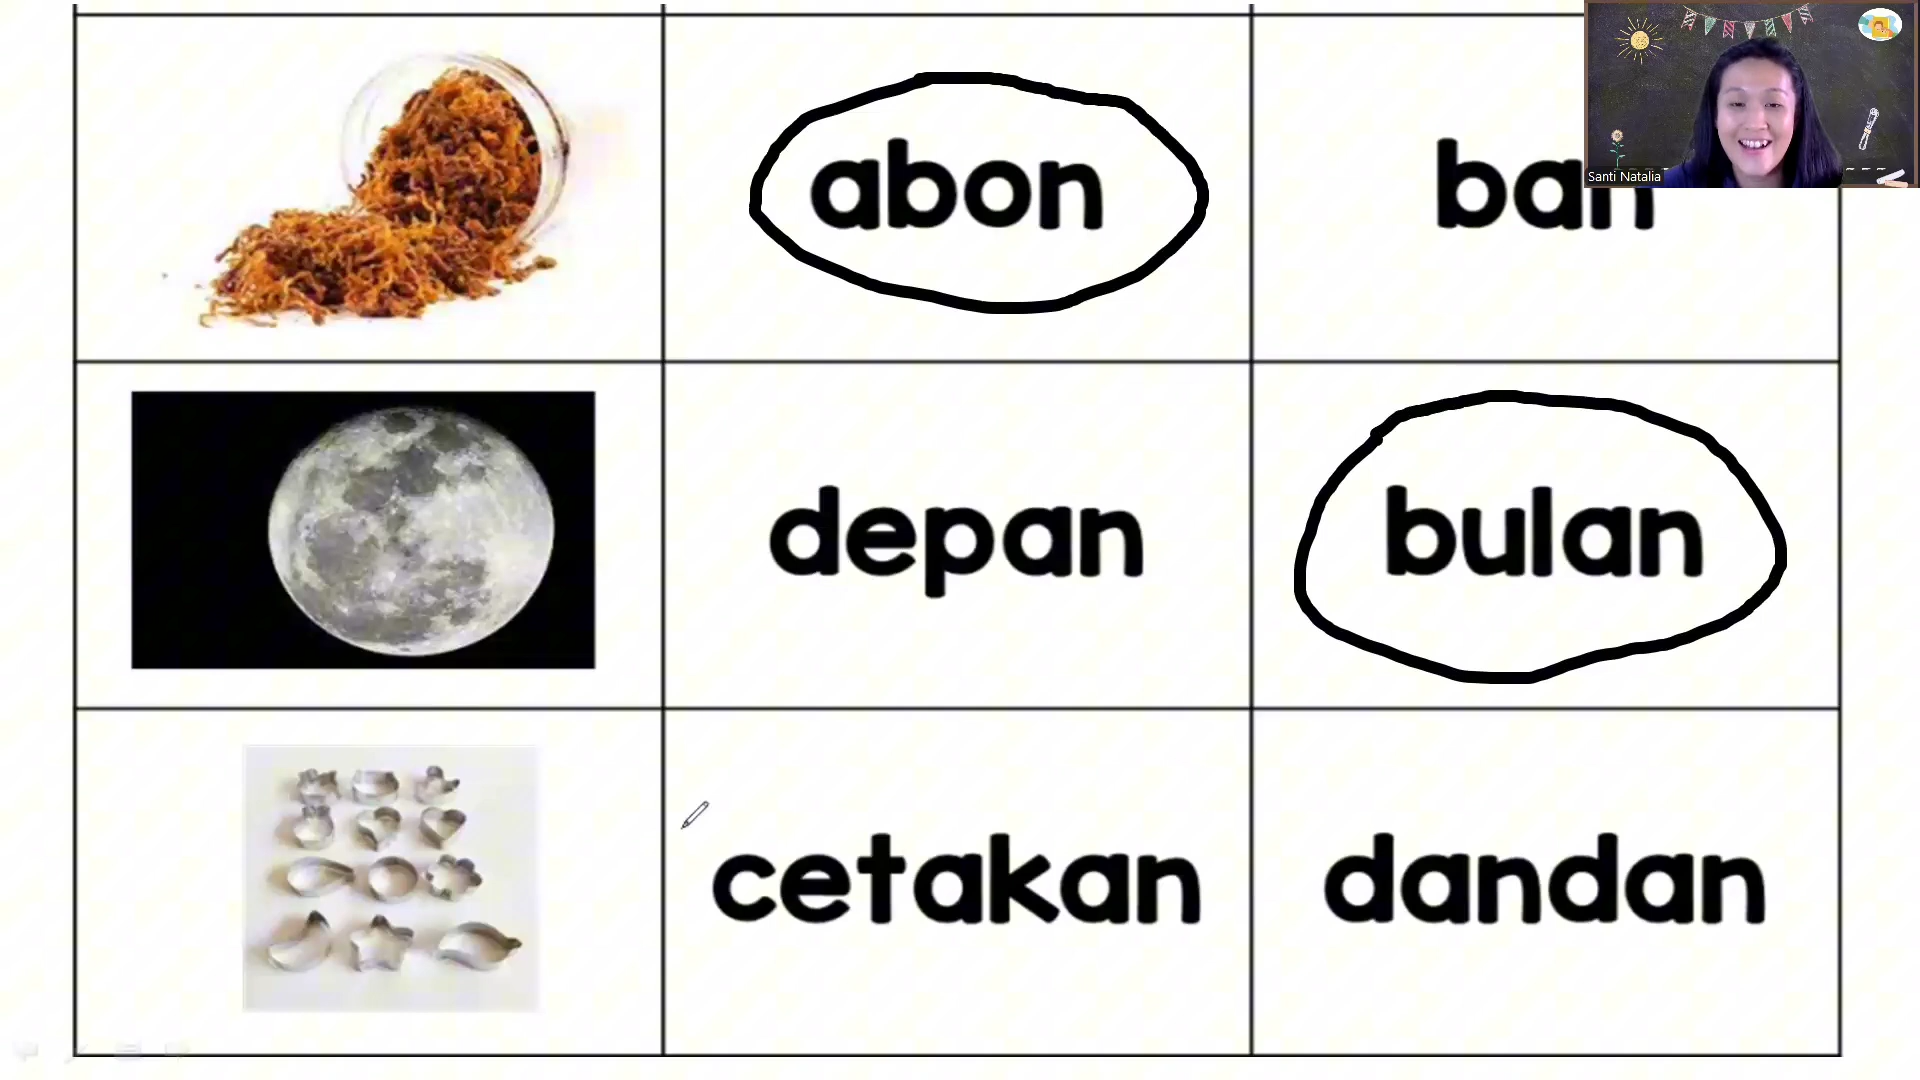 Santi Natalia
abon
ban
depan
bulan
cetakan
dandan